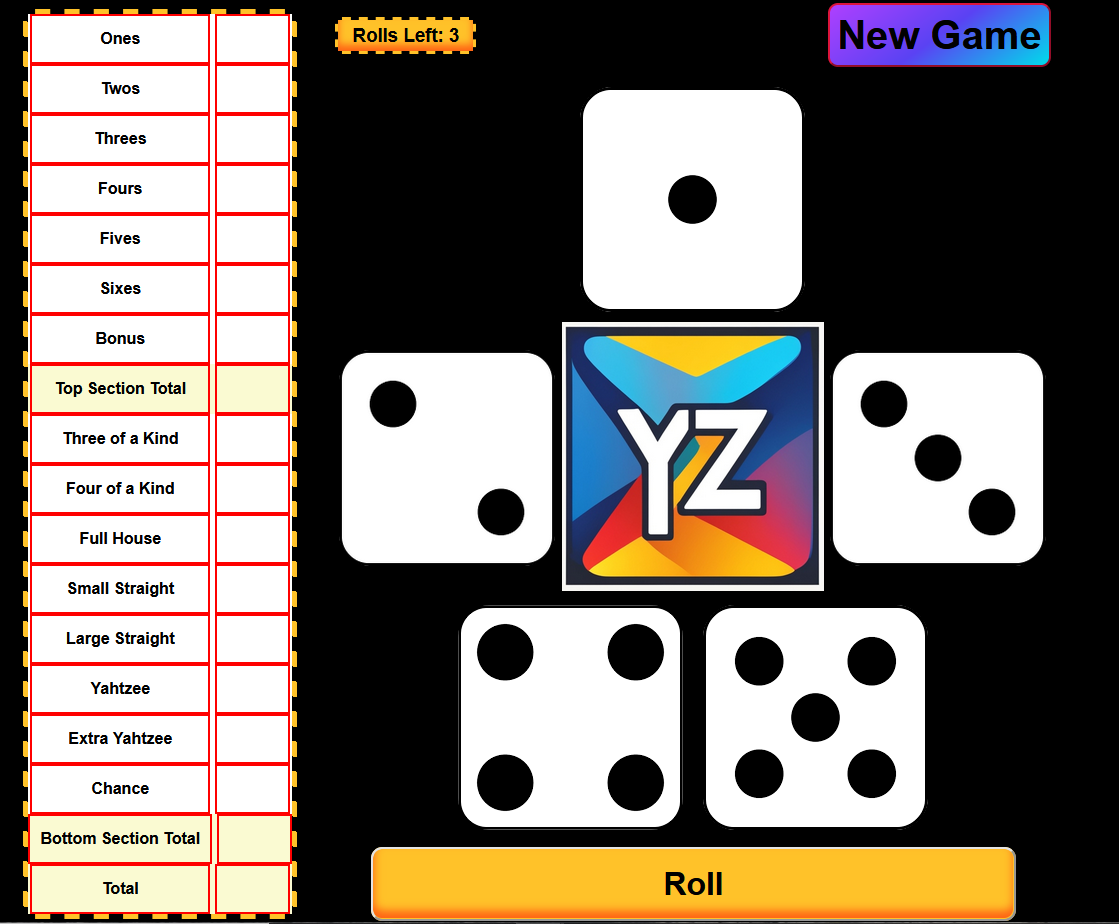 Ones
Twos
Threes
Fours
Fives
Sixes
Bonus
Top Section Total
Three of a Kind
Four of a Kind
Full House
Small Straight
Large Straight
Yahtzee
Extra Yahtzee
Chance
Bottom Section Total
Total
Rolls Left: 3
New Game
YZ
Roll